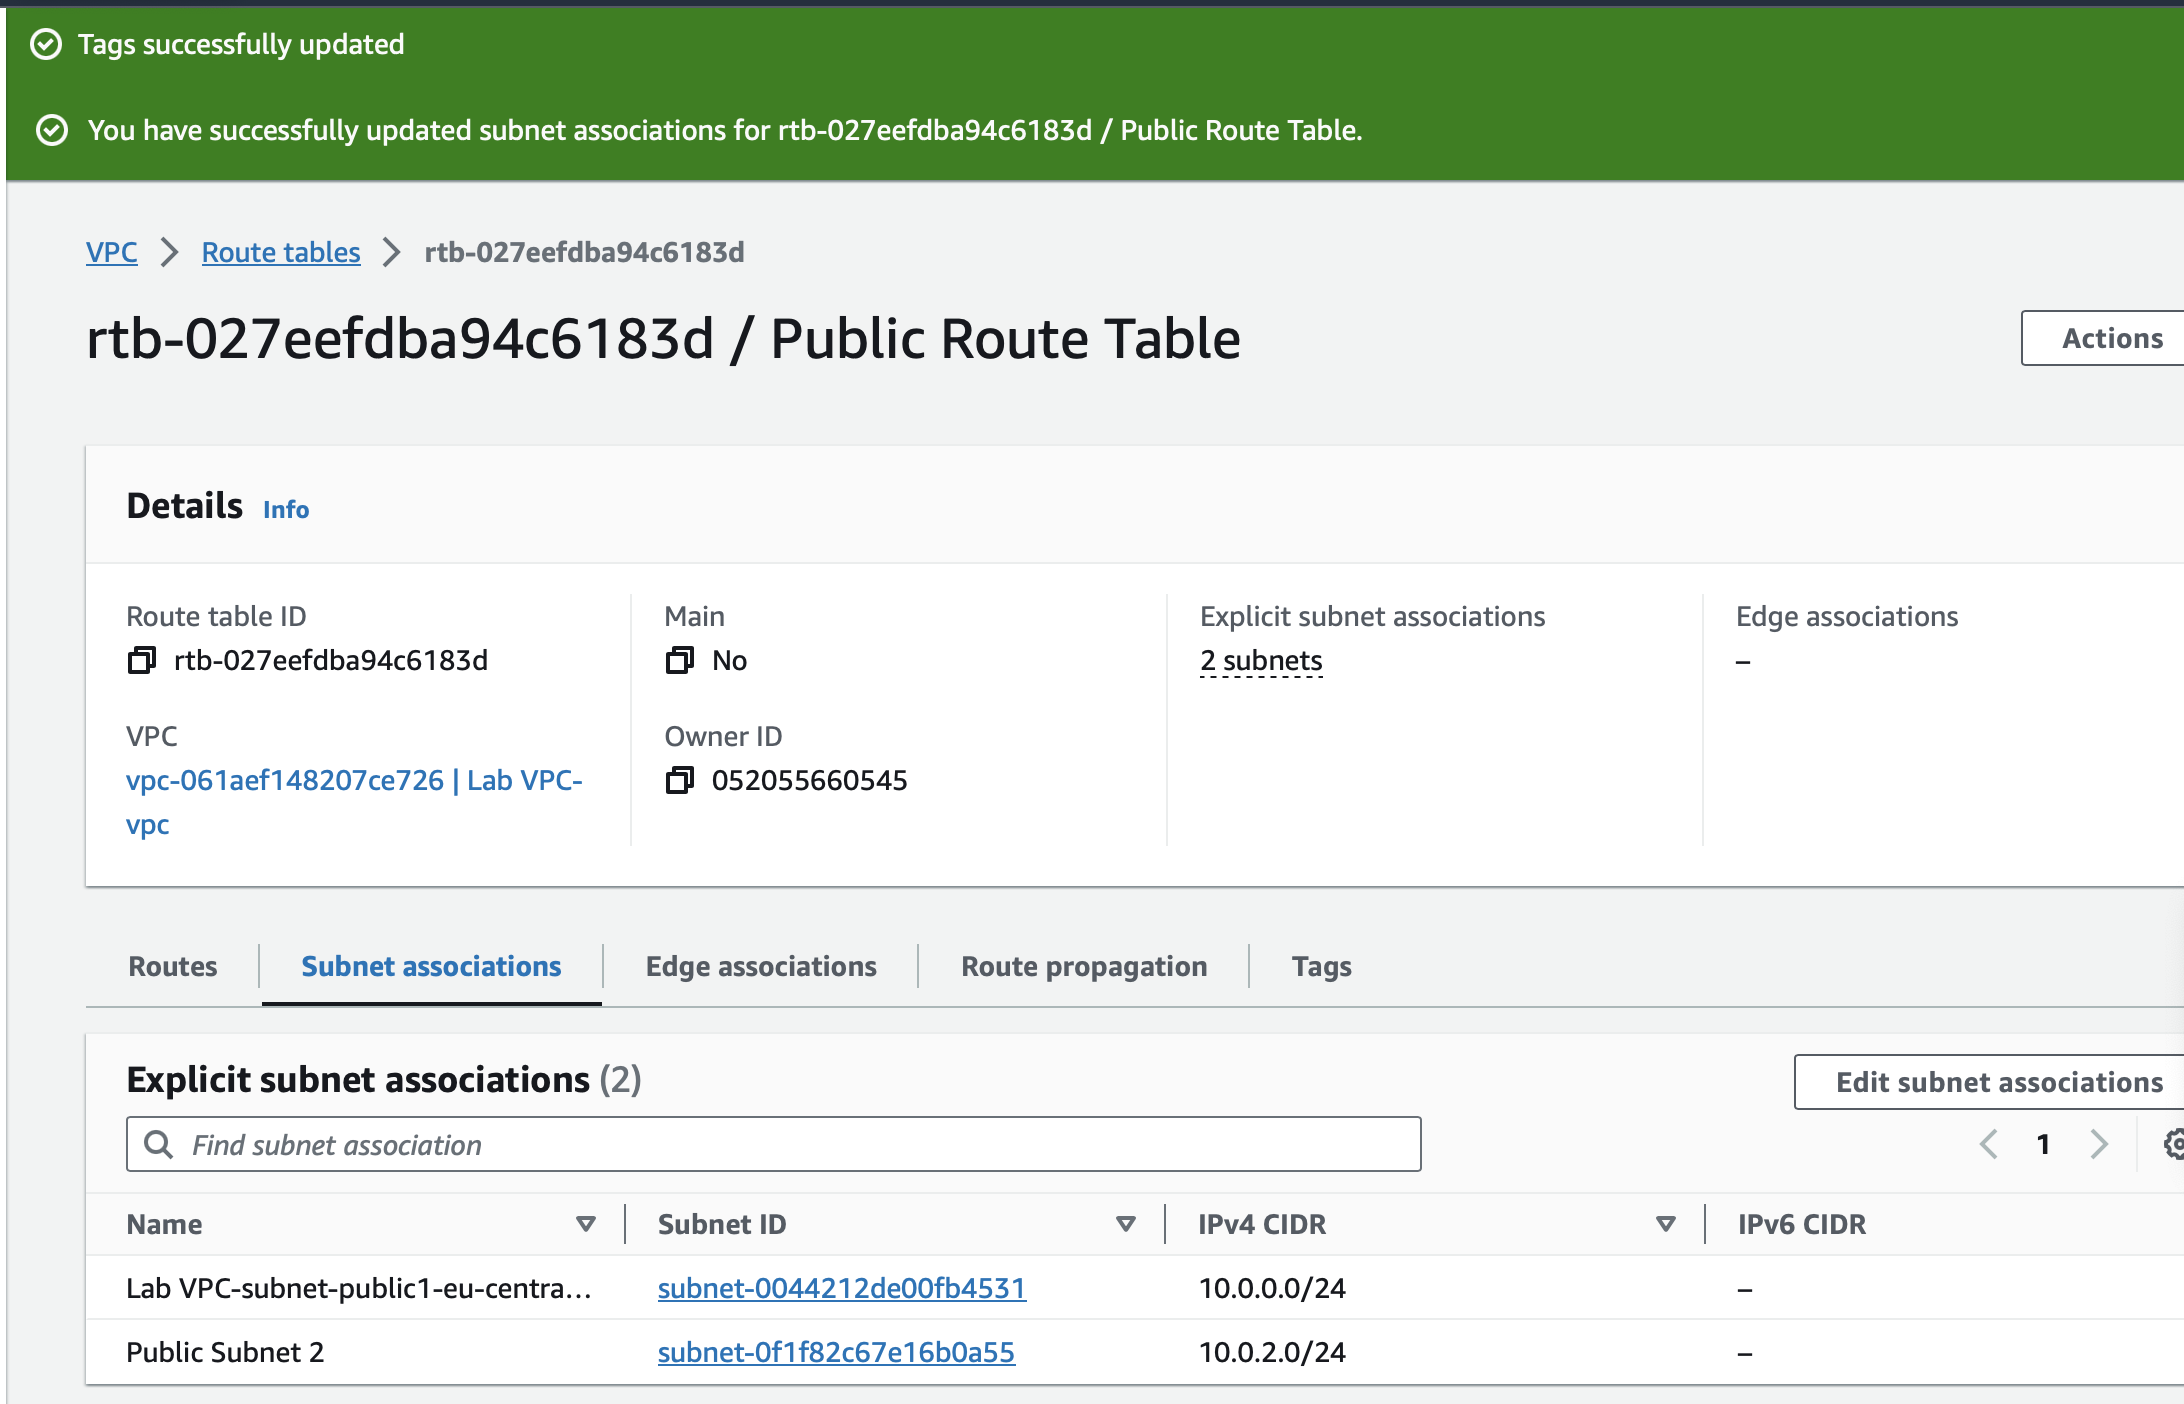 Tags successfully updated
You have successfully updated subnet associations for rtb-027eefdba94c6183d / Public Route Table.
VPC > Route tables > rtb-027eefdba94c6183d
rtb-027eefdba94c6183d / Public Route Table
Actions
Details Info
Route table ID
rtb-027eefdba94c6183d
Main
No
Explicit subnet associations
2 subnets
Edge associations
–
VPC
vpc-061aef148207ce726 | Lab VPC-
vpc
Owner ID
052055660545
Routes
Subnet associations
Edge associations
Route propagation
Tags
Explicit subnet associations (2)
Edit subnet associations
Find subnet association
1
Name Subnet ID IPv4 CIDR IPv6 CIDR
Lab VPC-subnet-public1-eu-centra... subnet-0044212de00fb4531 10.0.0.0/24 –
Public Subnet 2 subnet-0f1f82c67e16b0a55 10.0.2.0/24 –